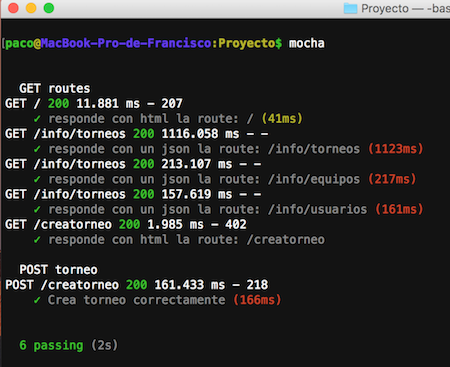 Proyecto — -bas
[paco@MacBook-Pro-de-Francisco:Proyecto$ mocha
GET routes
GET / 200 11.881 ms - 207
✓ responde con html la route: / (41ms)
GET /info/torneos 200 1116.058 ms - -
✓ responde con un json la route: /info/torneos (1123ms)
GET /info/torneos 200 213.107 ms - -
✓ responde con un json la route: /info/equipos (217ms)
GET /info/torneos 200 157.619 ms - -
✓ responde con un json la route: /info/usuarios (161ms)
GET /creatorneo 200 1.985 ms - 402
✓ responde con html la route: /creatorneo
POST torneo
POST /creatorneo 200 161.433 ms - 218
✓ Crea torneo correctamente (166ms)
6 passing (2s)